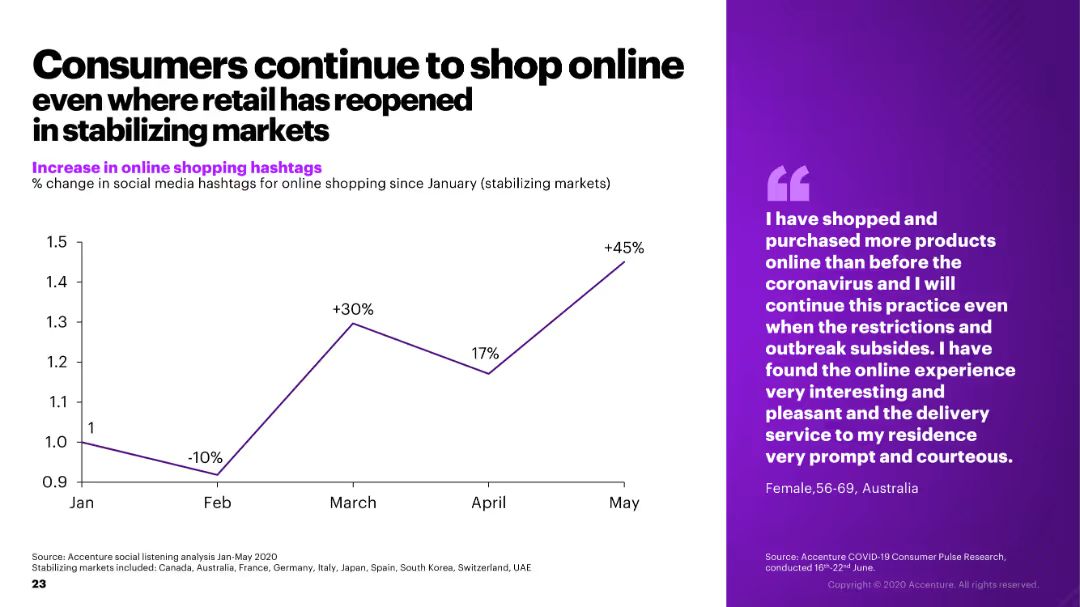 Consumers continue to shop online
even where retail has reopened
in stabilizing markets
Increase in online shopping hashtags
% change in social media hashtags for online shopping since January (stabilizing markets)
1.5
1.4
1.3
1.2
1.1
1.0
0.9
1
-10%
+30%
17%
+45%
Jan
Feb
March
April
May
Source: Accenture social listening analysis Jan-May 2020
Stabilizing markets included: Canada, Australia, France, Germany, Italy, Japan, Spain, South Korea, Switzerland, UAE
23
“
I have shopped and
purchased more products
online than before the
coronavirus and I will
continue this practice even
when the restrictions and
outbreak subsides. I have
found the online experience
very interesting and
pleasant and the delivery
service to my residence
very prompt and courteous.
Female,56-69, Australia
Source: Accenture COVID-19 Consumer Pulse Research,
conducted 16th-22nd June.
Copyright © 2020 Accenture. All rights reserved.